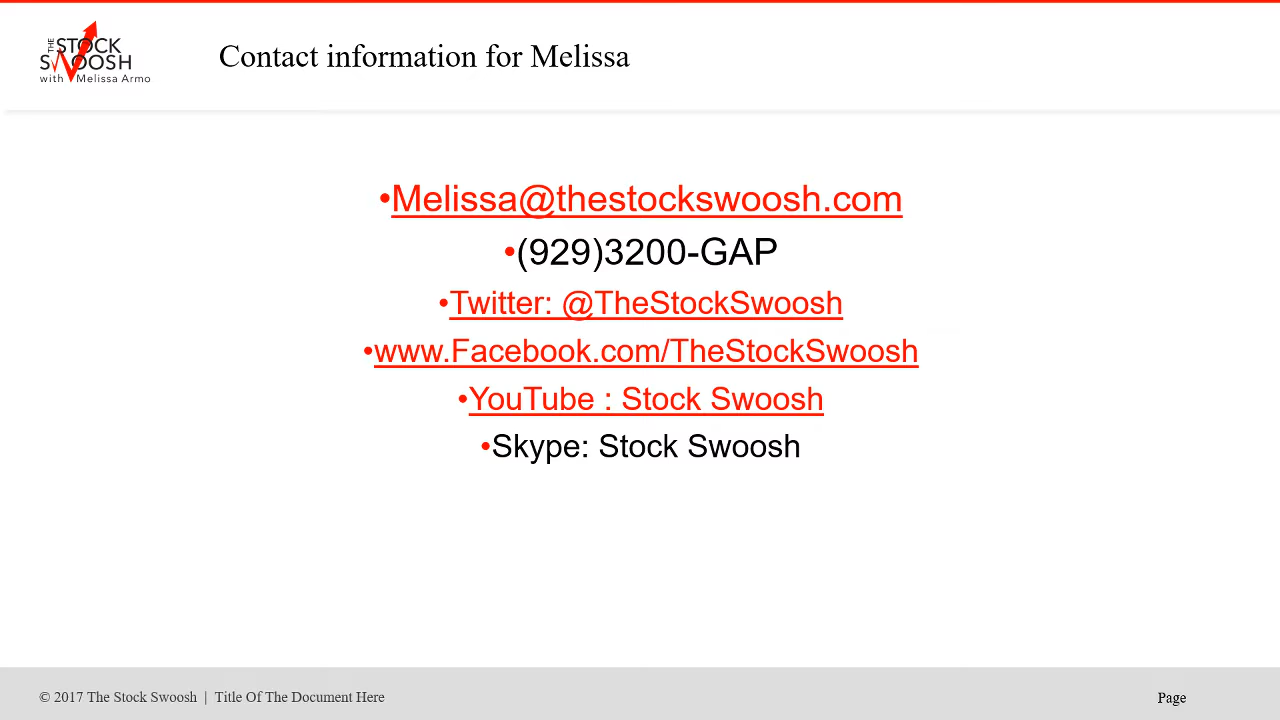 THE
STOCK
SWOOSH
with Melissa Armo
Contact information for Melissa
•Melissa@thestockswoosh.com
•(929)3200-GAP
•Twitter: @TheStockSwoosh
•www.Facebook.com/TheStockSwoosh
•YouTube : Stock Swoosh
•Skype: Stock Swoosh
© 2017 The Stock Swoosh | Title Of The Document Here
Page